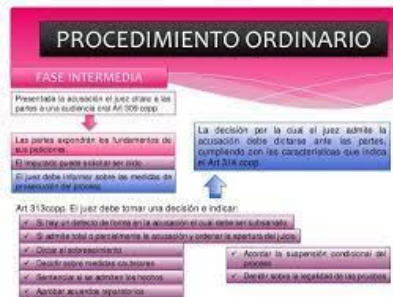 PROCEDIMIENTO ORDINARIO
FASE INTERMEDIA
Presentada la acusación el juez citara a las
partes a una audiencia oral Art 309 copp
Las partes expondrán los fundamentos de
sus peticiones.
El imputado puede solicitar ser oído
El juez debe informar sobre las medidas de
prosecución del proceso
La decisión por la cual el juez admite la
acusación debe dictarse ante las partes,
cumpliendo con las características que indica
el Art 314 copp.
Art 313copp. El juez debe tomar una decisión e indicar:
✓ Si hay un defecto de forma en la acusación el cual debe ser subsanado
✓ Si admite total o parcialmente la acusación y ordenar la apertura del juicio
✓ Dictar el sobreseimiento
✓ Decidir sobre medidas cautelares
✓ Sentenciar si se admiten los hechos
✓ Aprobar acuerdos reparatorios
✓ Acordar la suspensión condicional del
proceso
✓ Decidir sobre la legalidad de las pruebas